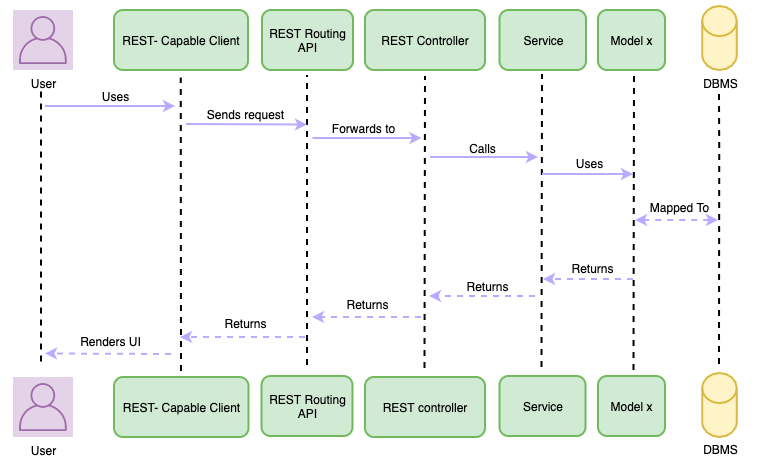 REST- Capable Client
REST Routing
API
REST Controller
Service
Model x
User
DBMS
Uses
Sends request
Forwards to
Calls
Uses
Mapped To
Returns
Returns
Returns
Returns
Renders UI
REST- Capable Client
REST Routing
API
REST controller
Service
Model x
User
DBMS